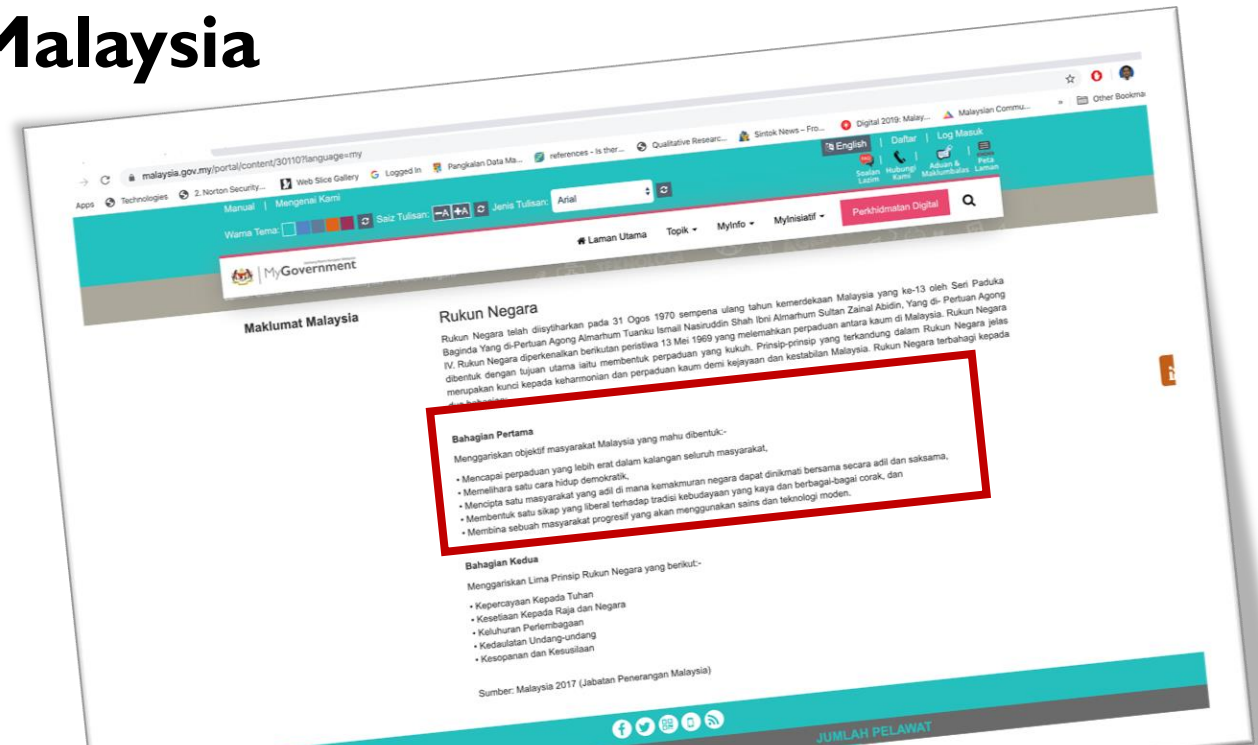 Malaysia
malaysia.gov.my/portal/content/30110?language=my
Other Bookma
Apps Technologies 2. Norton Security... Web Slice Gallery Logged in Pangkalan Data Ma... references - Is ther... Qualitative Researc... Sintok News – Fro... Digital 2019: Malay... Malaysian Commu... »
English | Daftar | Log Masuk
Manual | Mengenai Kami
Soalan Lazim | Hubungi Kami | Aduan & Maklumbalas | Peta Laman
Warna Tema: Saiz Tulisan: -A +A Jenis Tulisan: Arial
MyGovernment
Laman Utama Topik MyInfo MyInisiatif Perkhidmatan Digital
Maklumat Malaysia
Rukun Negara
Rukun Negara telah diisytiharkan pada 31 Ogos 1970 sempena ulang tahun kemerdekaan Malaysia yang ke-13 oleh Seri Paduka
Baginda Yang di-Pertuan Agong Almarhum Tuanku Ismail Nasiruddin Shah Ibni Almarhum Sultan Zainal Abidin, Yang di- Pertuan Agong
IV. Rukun Negara diperkenalkan berikutan peristiwa 13 Mei 1969 yang melemahkan perpaduan antara kaum di Malaysia. Rukun Negara
dibentuk dengan tujuan utama iaitu membentuk perpaduan yang kukuh. Prinsip-prinsip yang terkandung dalam Rukun Negara jelas
merupakan kunci kepada keharmonian dan perpaduan kaum demi kejayaan dan kestabilan Malaysia. Rukun Negara terbahagi kepada
Bahagian Pertama
Menggariskan objektif masyarakat Malaysia yang mahu dibentuk:-
• Mencapai perpaduan yang lebih erat dalam kalangan seluruh masyarakat,
• Memelihara satu cara hidup demokratik,
• Mencipta satu masyarakat yang adil di mana kemakmuran negara dapat dinikmati bersama secara adil dan saksama,
• Membentuk satu sikap yang liberal terhadap tradisi kebudayaan yang kaya dan berbagai-bagai corak, dan
• Membina sebuah masyarakat progresif yang akan menggunakan sains dan teknologi moden.
Bahagian Kedua
Menggariskan Lima Prinsip Rukun Negara yang berikut:-
• Kepercayaan Kepada Tuhan
• Kesetiaan Kepada Raja dan Negara
• Keluhuran Perlembagaan
• Kedaulatan Undang-undang
• Kesopanan dan Kesusilaan
Sumber: Malaysia 2017 (Jabatan Penerangan Malaysia)
JUMLAH PELAWAT